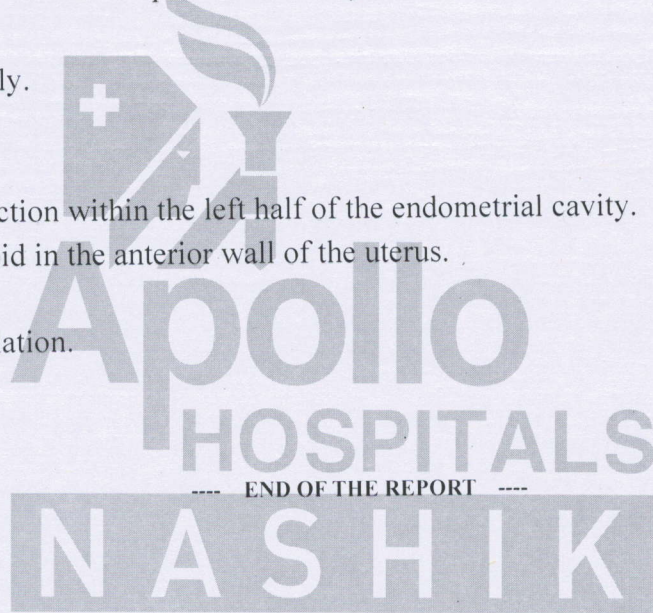 ly.
ction within the left half of the endometrial cavity.
id in the anterior wall of the uterus.
ation.
Apollo
HOSPITALS
---- END OF THE REPORT ----
NASHIK